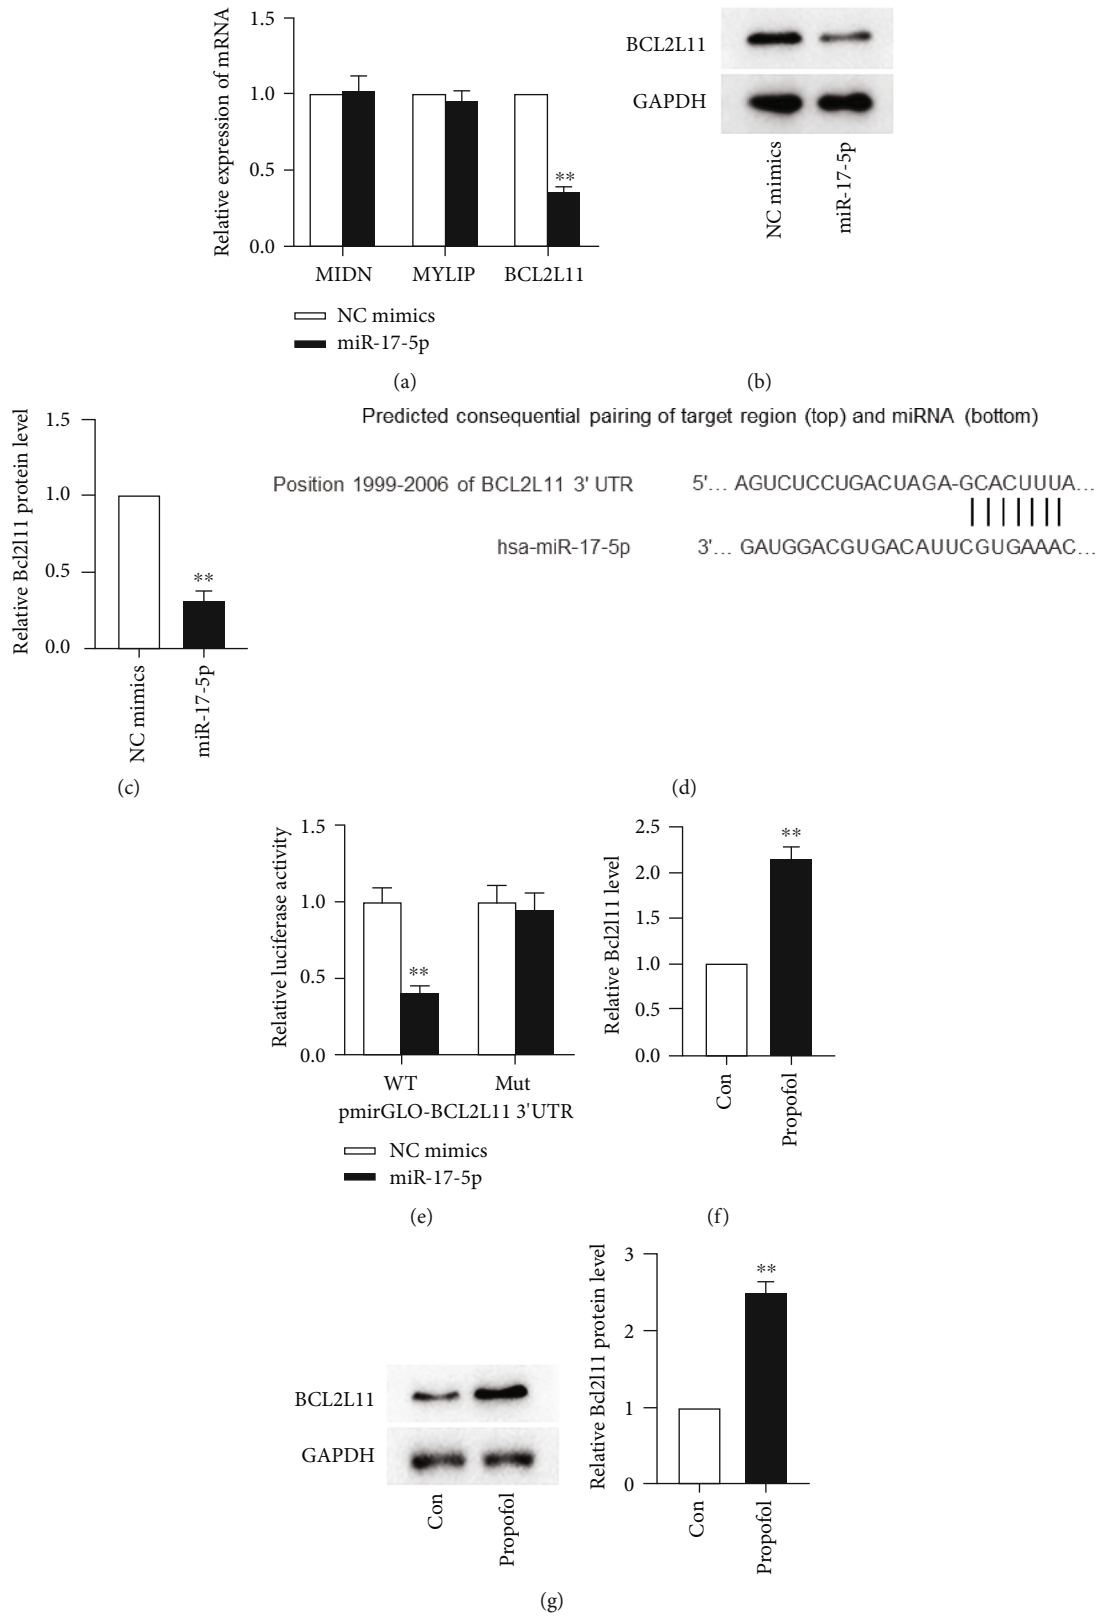 Relative expression of mRNA
1.5
1.0
0.5
0.0
**
MIDN MYLIP BCL2L11
NC mimics
miR-17-5p
(a)
BCL2L11
GAPDH
NC mimics
miR-17-5p
(b)
Relative Bcl2l11 protein level
1.5
1.0
0.5
0.0
**
NC mimics
miR-17-5p
(c)
Predicted consequential pairing of target region (top) and miRNA (bottom)
Position 1999-2006 of BCL2L11 3' UTR 5'... AGUCUCCUGACUAGA-GCACUUUA...
hsa-miR-17-5p 3'... GAUGGACGUGACAUUCGUGAAAC...
(d)
Relative luciferase activity
1.5
1.0
0.5
0.0
**
WT Mut
pmirGLO-BCL2L11 3'UTR
NC mimics
miR-17-5p
(e)
Relative Bcl2l11 level
2.5
2.0
1.5
1.0
0.5
0.0
**
Con
Propofol
(f)
BCL2L11
GAPDH
Con
Propofol
Relative Bcl2l11 protein level
3
2
1
0
**
Con
Propofol
(g)